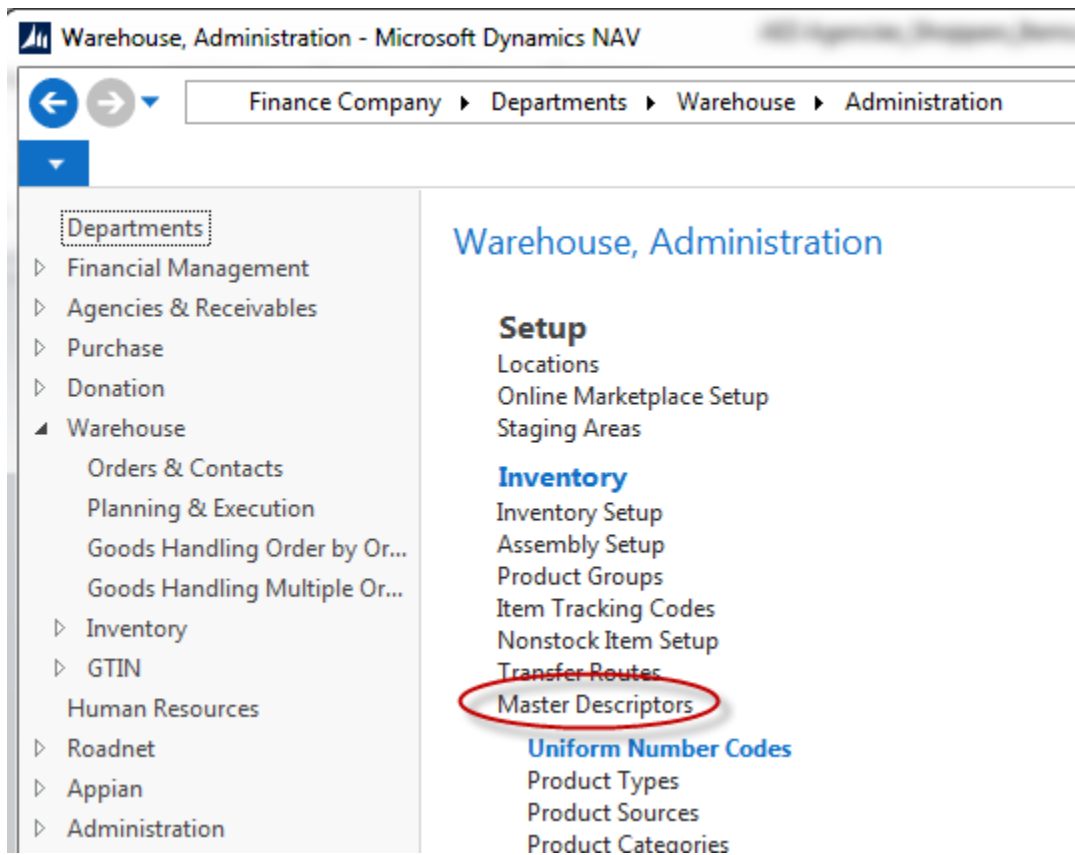 Warehouse, Administration - Microsoft Dynamics NAV
Finance Company ▸ Departments ▸ Warehouse ▸ Administration
Departments
Financial Management
Agencies & Receivables
Purchase
Donation
Warehouse
Orders & Contacts
Planning & Execution
Goods Handling Order by Or...
Goods Handling Multiple Or...
Inventory
GTIN
Human Resources
Roadnet
Appian
Administration
Warehouse, Administration
Setup
Locations
Online Marketplace Setup
Staging Areas
Inventory
Inventory Setup
Assembly Setup
Product Groups
Item Tracking Codes
Nonstock Item Setup
Transfer Routes
Master Descriptors
Uniform Number Codes
Product Types
Product Sources
Product Categories